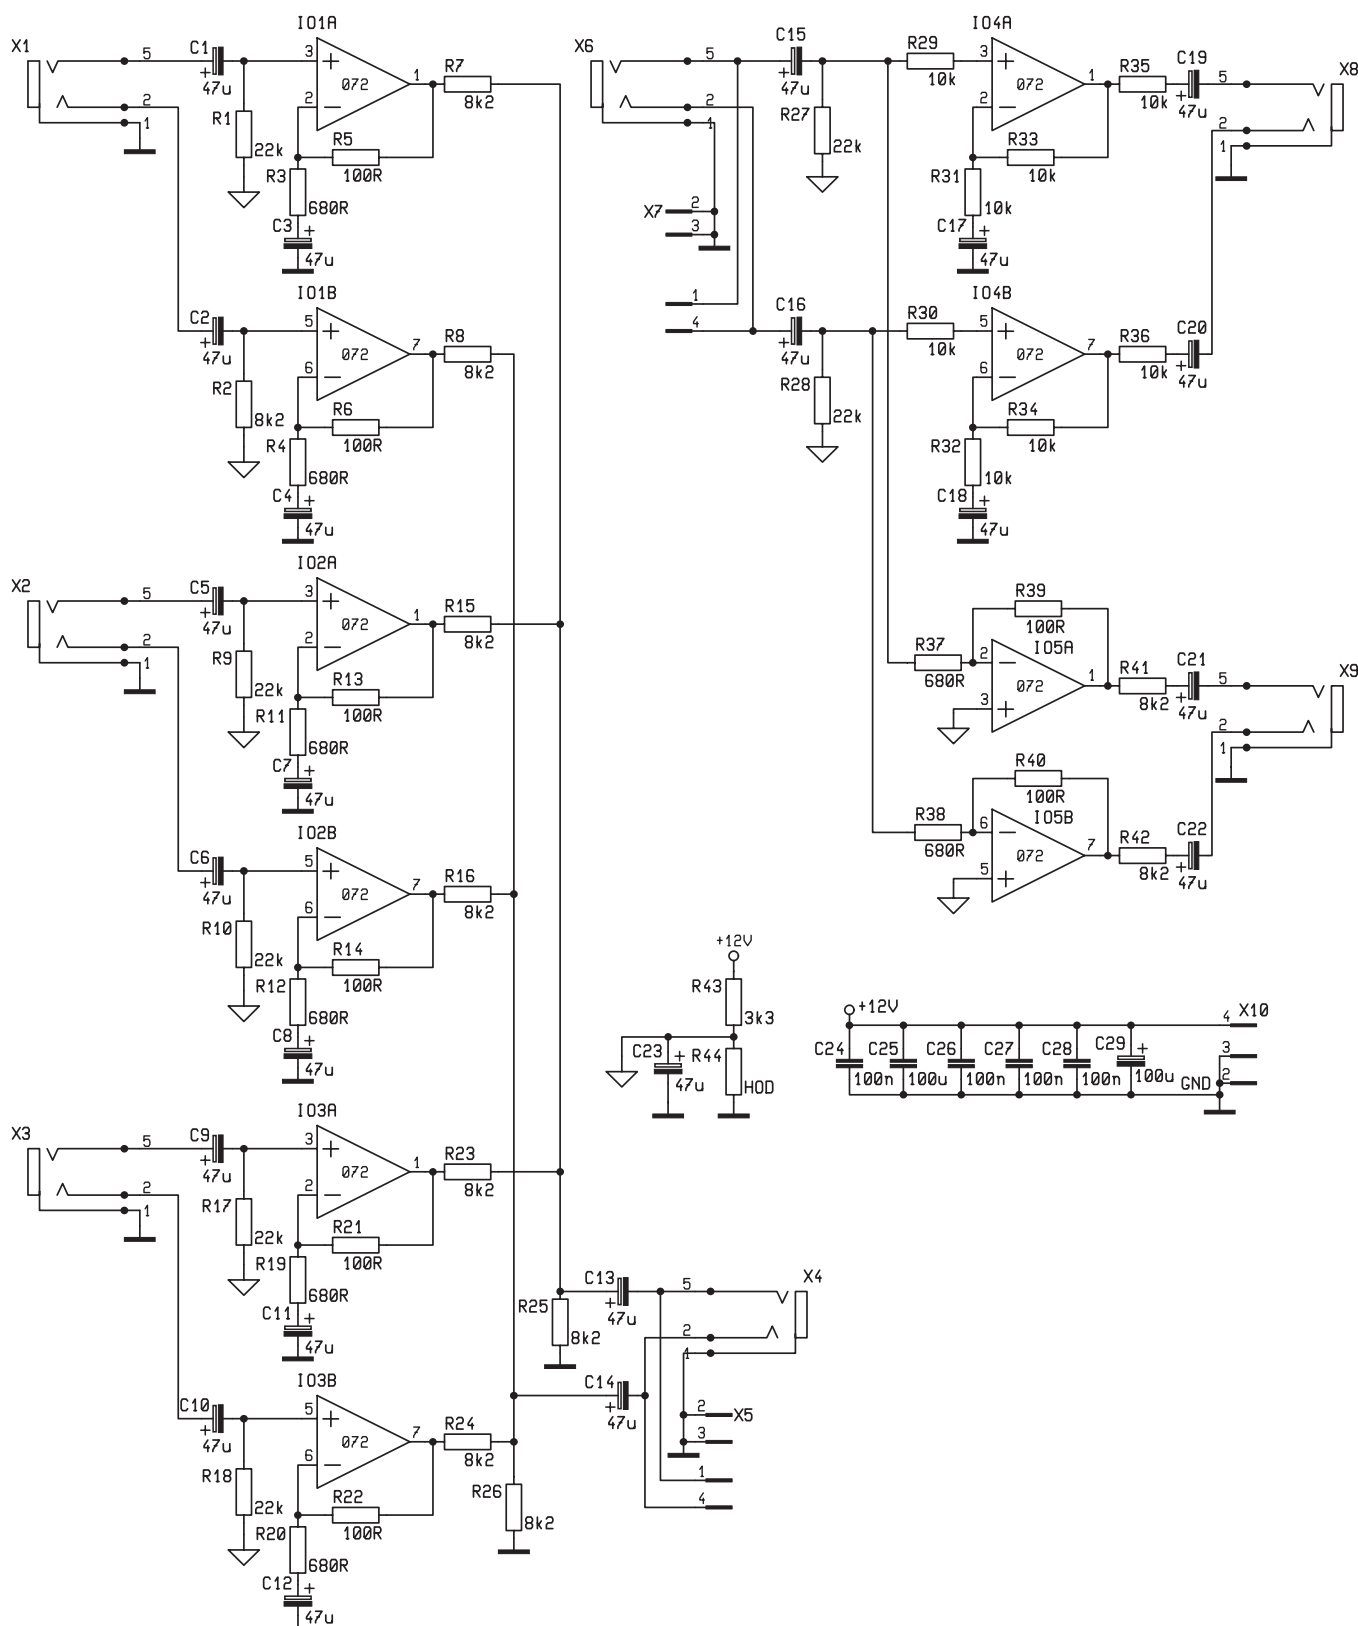 IO1A
X1
5
C1
+
47u
3
072
1
R7
8k2
2
2
1
R1
22k
R5
100R
R3
680R
C3
+
47u
IO1B
C2
+
47u
5
072
7
R8
8k2
6
R2
8k2
R6
100R
R4
680R
C4
+
47u
IO2A
X2
5
C5
+
47u
3
072
1
R15
8k2
2
2
1
R9
22k
R13
100R
R11
680R
C7
+
47u
IO2B
C6
+
47u
5
072
7
R16
8k2
6
R10
22k
R14
100R
R12
680R
C8
+
47u
IO3A
X3
5
C9
+
47u
3
072
1
R23
8k2
2
2
1
R17
22k
R21
100R
R19
680R
C11
+
47u
IO3B
C10
+
47u
5
072
7
R24
8k2
6
R18
22k
R22
100R
R20
680R
C12
+
47u
R25
8k2
R26
8k2
C13
+
47u
5
X4
2
1
C14
+
47u
2
X5
3
1
4
X6
5
2
1
X7
2
3
1
4
C15
+
47u
R27
22k
R29
10k
IO4A
3
072
1
2
R33
10k
R31
10k
C17
+
47u
R35
10k
C19
+
47u
5
X8
2
1
C16
+
47u
R28
22k
R30
10k
IO4B
5
072
7
6
R34
10k
R32
10k
C18
+
47u
R36
10k
C20
+
47u
R39
100R
IO5A
R37
680R
2
072
1
3
R41
8k2
C21
+
47u
5
X9
2
1
R40
100R
IO5B
R38
680R
6
072
7
5
R42
8k2
C22
+
47u
+12V
R43
3k3
C23
+
47u
R44
HOD
+12V
C24
100n
C25
100u
C26
100n
C27
100n
C28
100n
C29
+
100u
4
X10
3
2
GND